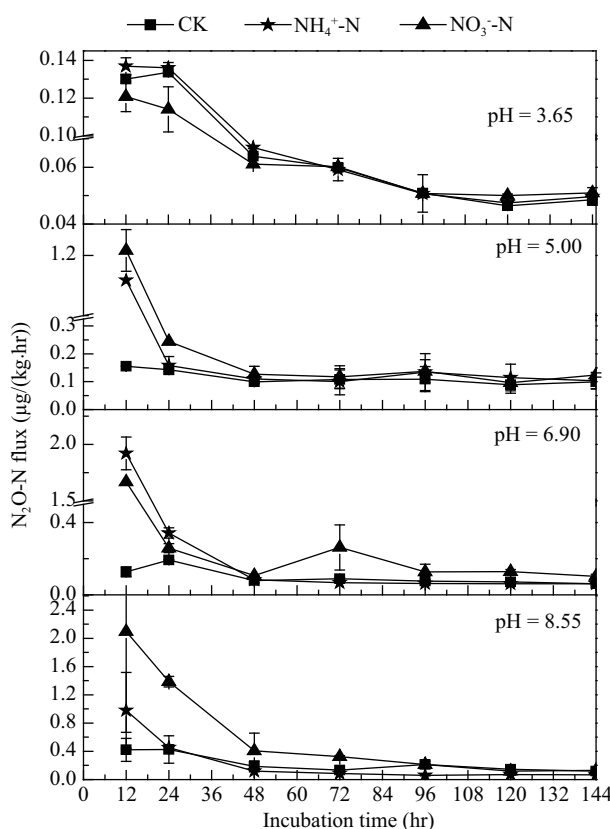 CK NH₄⁺-N NO₃⁻-N
0.14
0.12
0.10
0.06
0.04
pH = 3.65
1.2
0.3
0.2
0.1
0.0
pH = 5.00
2.0
1.5
0.4
0.0
pH = 6.90
2.4
2.0
1.6
1.2
0.8
0.4
0
pH = 8.55
N₂O-N flux (μg/(kg·hr))
0 12 24 36 48 60 72 84 96 108 120 132 144
Incubation time (hr)